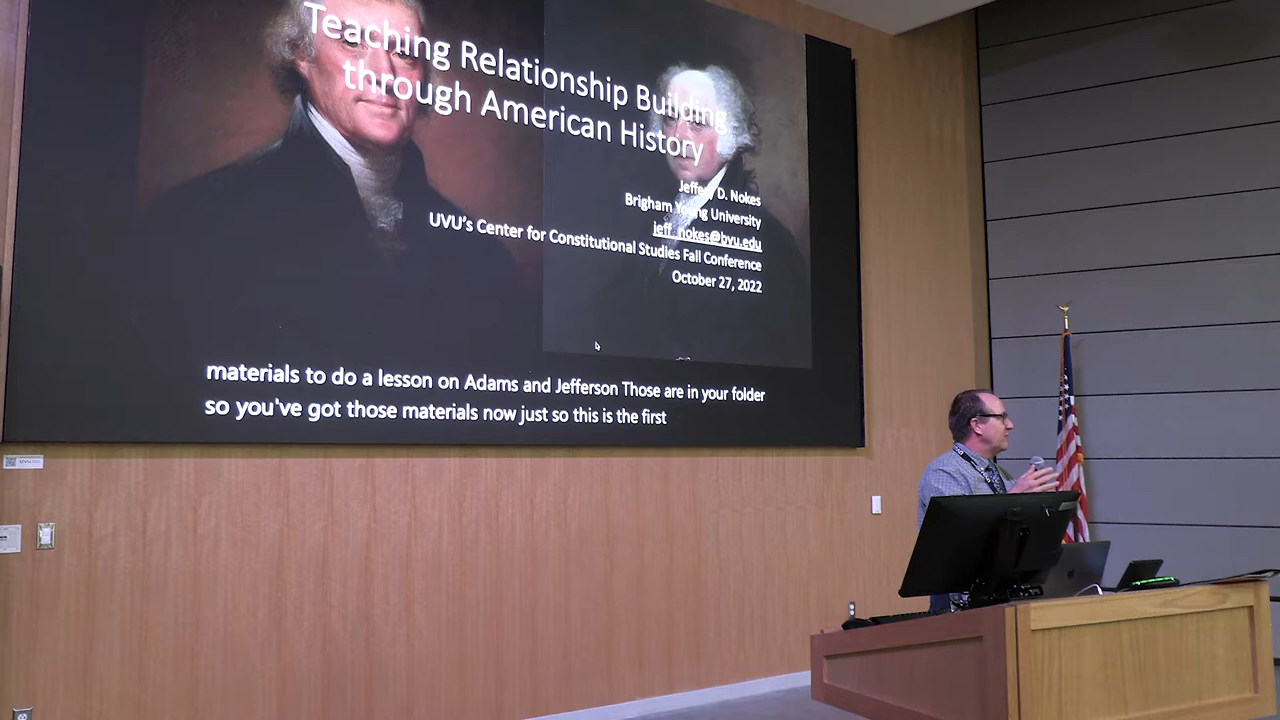 Teaching Relationship Building
through American History
Jeffery D. Nokes
Brigham Young University
jeff_nokes@byu.edu
UVU's Center for Constitutional Studies Fall Conference
October 27, 2022
materials to do a lesson on Adams and Jefferson Those are in your folder
so you've got those materials now just so this is the first
UVU